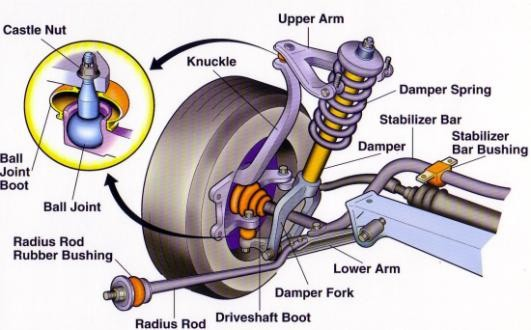 Upper Arm
Castle Nut
Knuckle
Damper Spring
Stabilizer Bar
Stabilizer
Bar Bushing
Damper
Ball
Joint
Boot
Ball Joint
Radius Rod
Rubber Bushing
Lower Arm
Damper Fork
Driveshaft Boot
Radius Rod